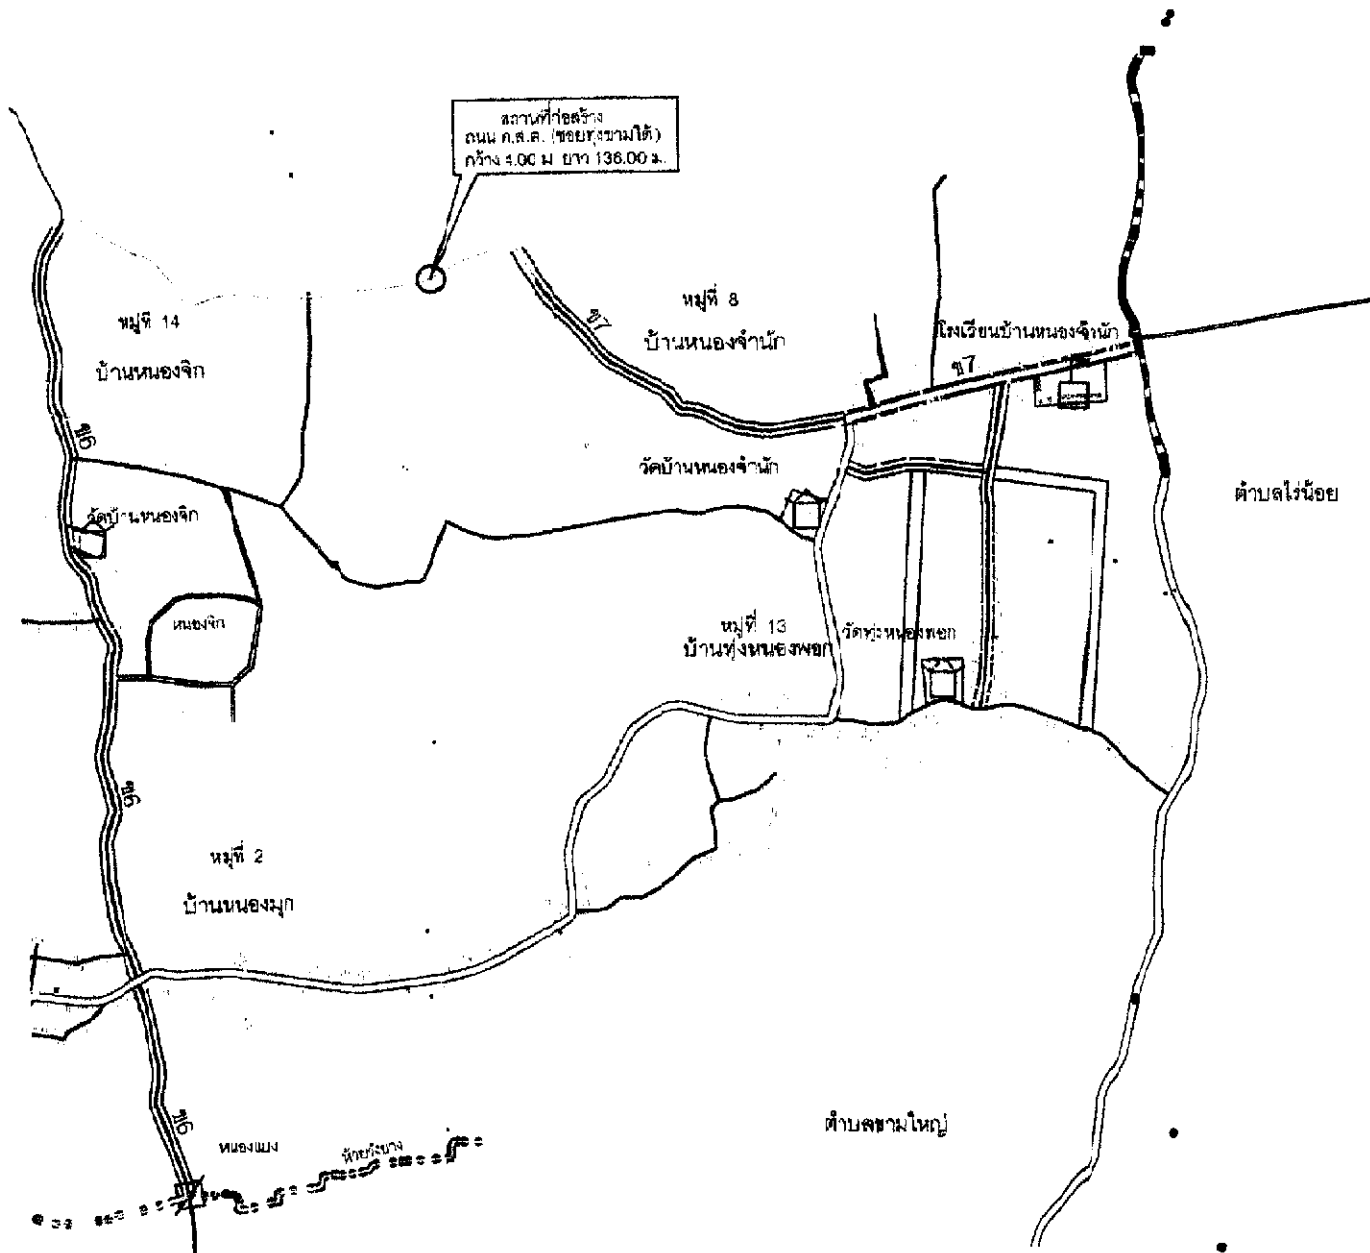 สถานที่ก่อสร้าง
ถนน ค.ส.ล. (ซอยทุ่งขามใต้)
กว้าง 4.00 ม ยาว 136.00 ม.
หมู่ที่ 14
บ้านหนองจิก
ข7
หมู่ที่ 8
บ้านหนองจำนัก
โรงเรียนบ้านหนองจำนัก
ข7
ข6
วัดบ้านหนองจำนัก
ตำบลไร่น้อย
วัดบ้านหนองจิก
หนองจิก
หมู่ที่ 13
บ้านทุ่งหนองพอก
วัดทุ่งหนองพอก
ข6
หมู่ที่ 2
บ้านหนองมุก
ข6
ตำบลขามใหญ่
หนองแบง